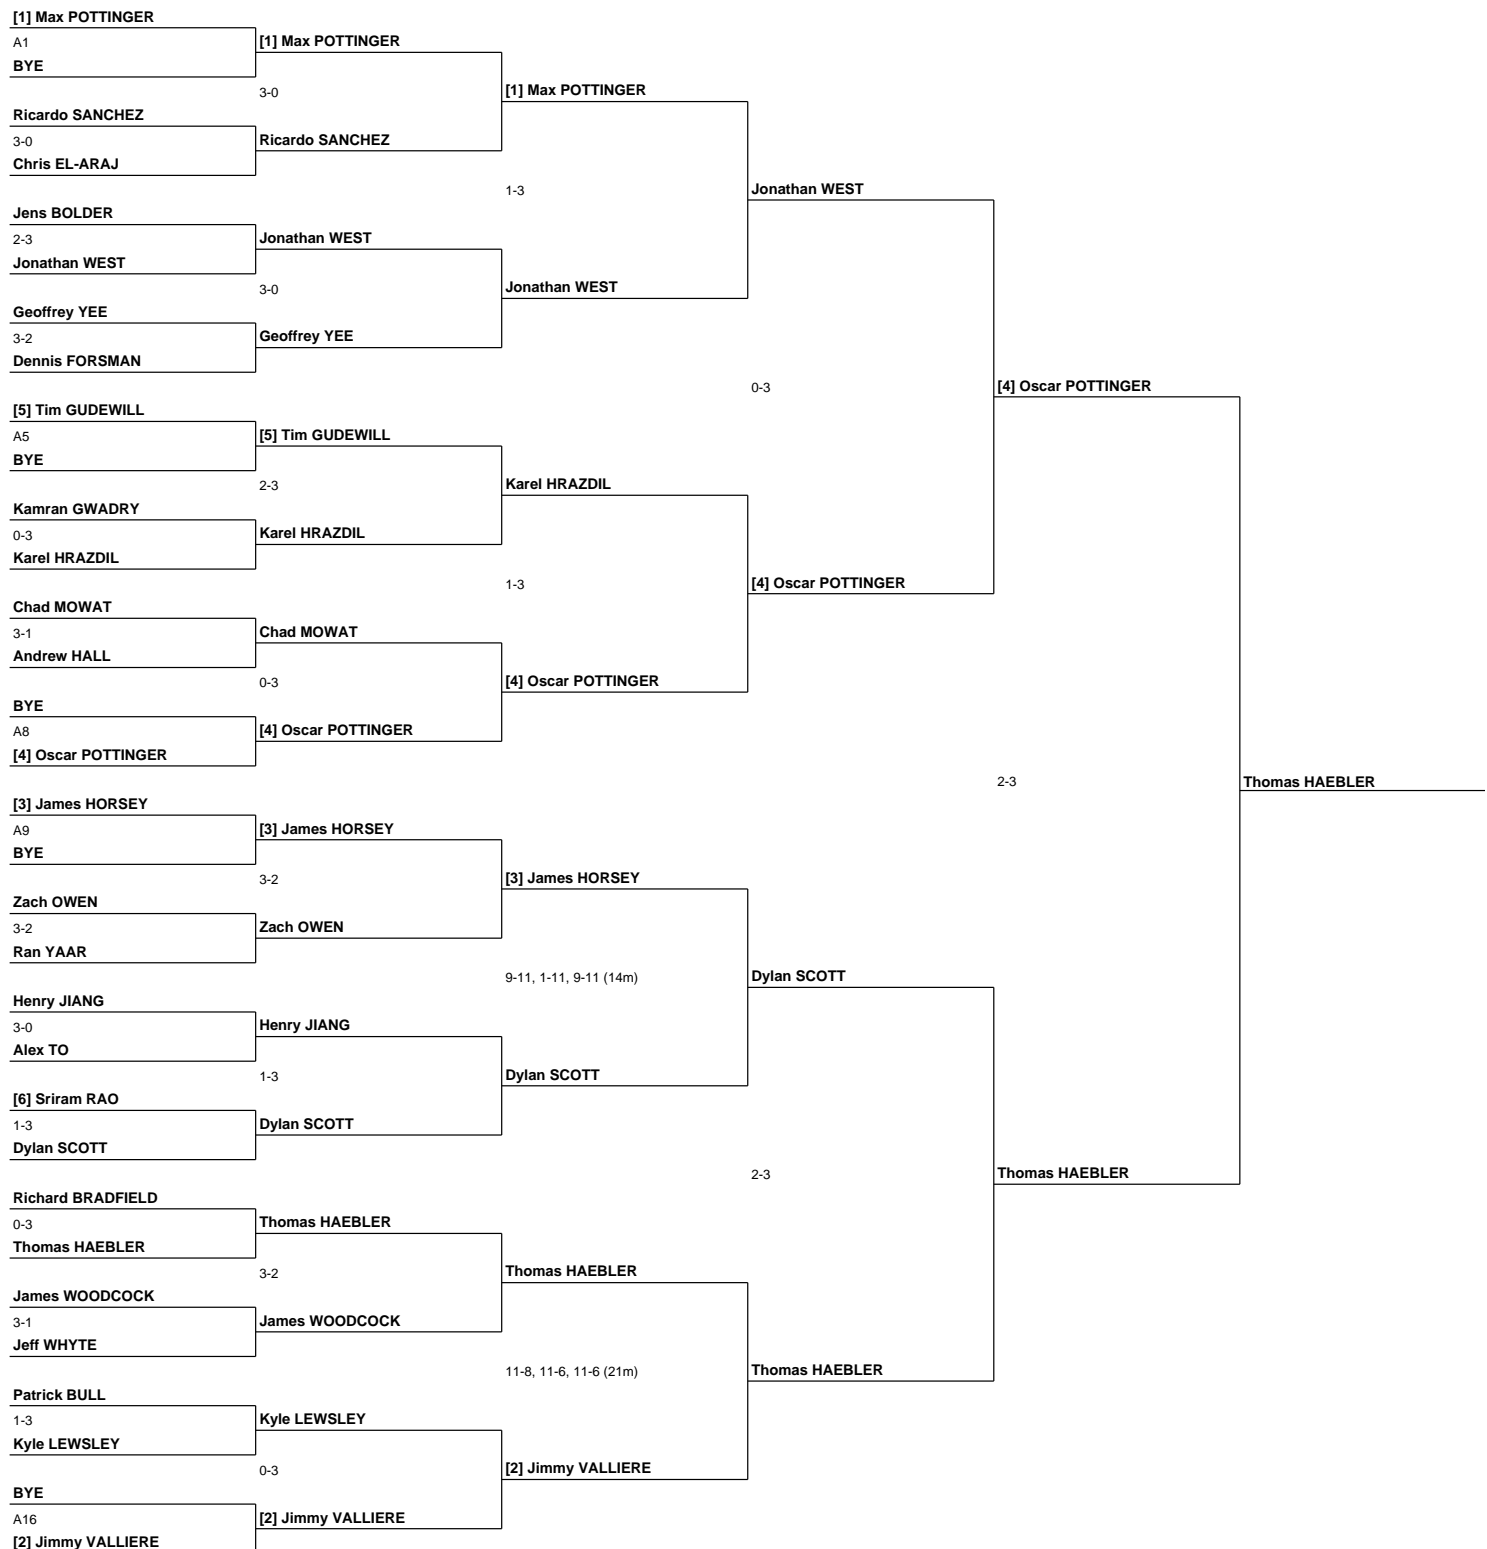 [1] Max POTTINGER
A1
BYE
[1] Max POTTINGER
3-0
Ricardo SANCHEZ
3-0
Chris EL-ARAJ
Ricardo SANCHEZ
[1] Max POTTINGER
1-3
Jens BOLDER
2-3
Jonathan WEST
Jonathan WEST
3-0
Geoffrey YEE
3-2
Dennis FORSMAN
Geoffrey YEE
Jonathan WEST
Jonathan WEST
0-3
[5] Tim GUDEWILL
A5
BYE
[5] Tim GUDEWILL
2-3
Kamran GWADRY
0-3
Karel HRAZDIL
Karel HRAZDIL
Karel HRAZDIL
1-3
Chad MOWAT
3-1
Andrew HALL
Chad MOWAT
0-3
BYE
A8
[4] Oscar POTTINGER
[4] Oscar POTTINGER
[4] Oscar POTTINGER
[4] Oscar POTTINGER
[4] Oscar POTTINGER
2-3
Thomas HAEBLER
[3] James HORSEY
A9
BYE
[3] James HORSEY
3-2
Zach OWEN
3-2
Ran YAAR
Zach OWEN
[3] James HORSEY
9-11, 1-11, 9-11 (14m)
Henry JIANG
3-0
Alex TO
Henry JIANG
1-3
[6] Sriram RAO
1-3
Dylan SCOTT
Dylan SCOTT
Dylan SCOTT
Dylan SCOTT
2-3
Thomas HAEBLER
Richard BRADFIELD
0-3
Thomas HAEBLER
Thomas HAEBLER
3-2
James WOODCOCK
3-1
Jeff WHYTE
James WOODCOCK
Thomas HAEBLER
11-8, 11-6, 11-6 (21m)
Thomas HAEBLER
Patrick BULL
1-3
Kyle LEWSLEY
Kyle LEWSLEY
0-3
BYE
A16
[2] Jimmy VALLIERE
[2] Jimmy VALLIERE
[2] Jimmy VALLIERE